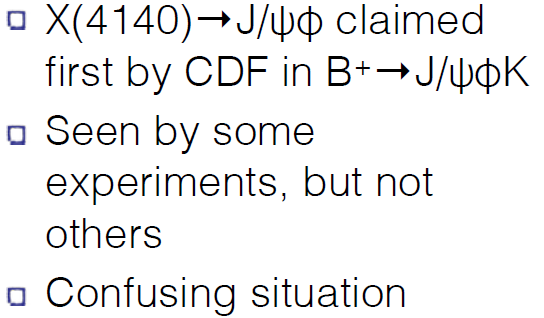 X(4140)→J/ψφ claimed
first by CDF in B⁺→J/ψφK
Seen by some
experiments, but not
others
Confusing situation